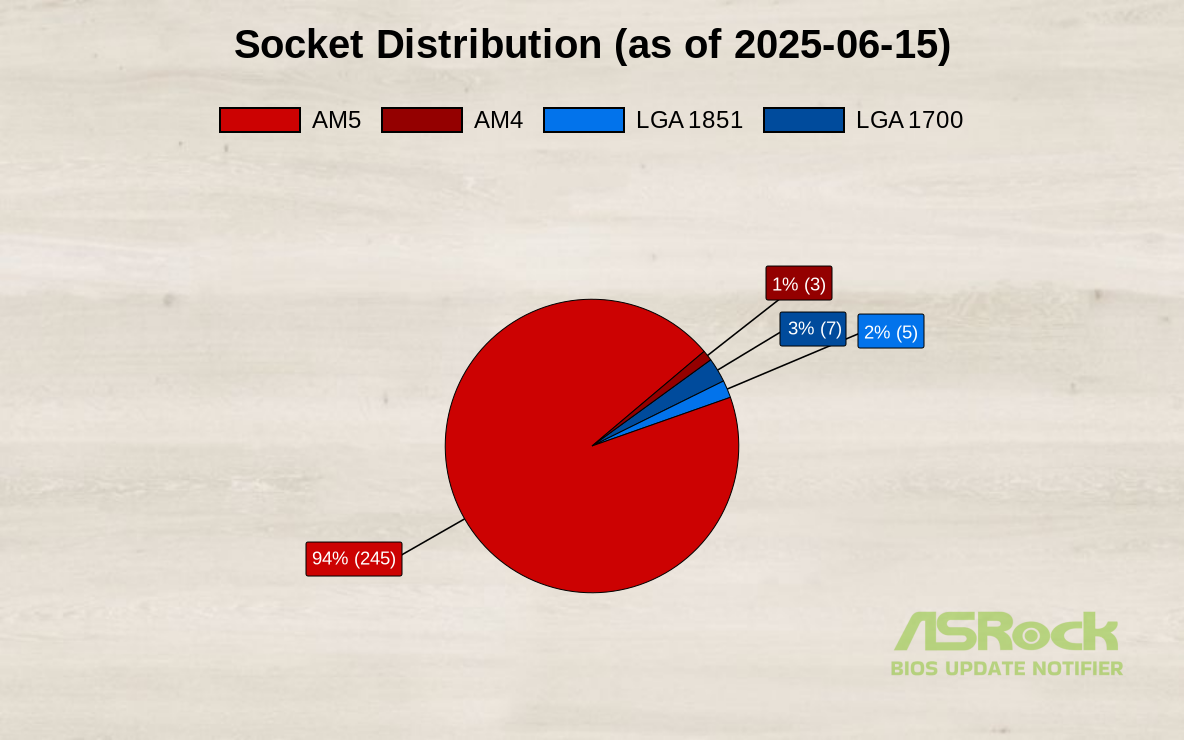 Socket Distribution (as of 2025-06-15)
AM5 AM4 LGA 1851 LGA 1700
1% (3)
3% (7) 2% (5)
94% (245)
ASRock
BIOS UPDATE NOTIFIER